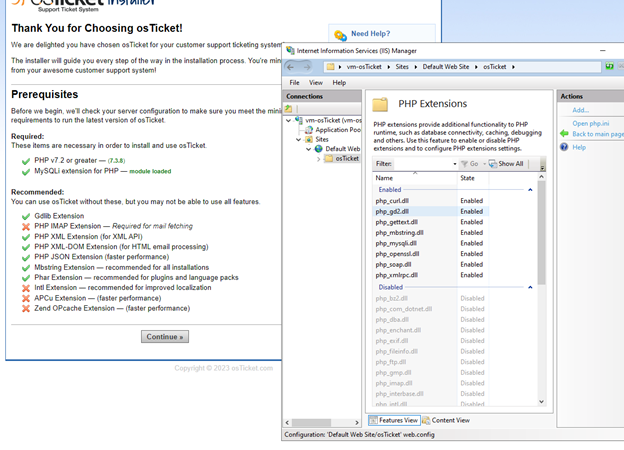 osTicket Installer
Support Ticket System
Thank You for Choosing osTicket!
We are delighted you have chosen osTicket for your customer support ticketing system
The installer will guide you every step of the way in the installation process. You're min
from your awesome customer support system!
Need Help?
Prerequisites
Before we begin, we'll check your server configuration to make sure you meet the mini
requirements to run the latest version of osTicket.
Required:
These items are necessary in order to install and use osTicket.
PHP v7.2 or greater — (7.3.8)
MySQLi extension for PHP — module loaded
Recommended:
You can use osTicket without these, but you may not be able to use all features.
Gdlib Extension
PHP IMAP Extension — Required for mail fetching
PHP XML Extension (for XML API)
PHP XML-DOM Extension (for HTML email processing)
PHP JSON Extension (faster performance)
Mbstring Extension — recommended for all installations
Phar Extension — recommended for plugins and language packs
Intl Extension — recommended for improved localization
APCu Extension — (faster performance)
Zend OPcache Extension — (faster performance)
Continue »
Copyright © 2023 osTicket.com
Internet Information Services (IIS) Manager
vm-osTicket
Sites
Default Web Site
osTicket
File View Help
Connections
vm-osTicket (vm-os
Application Poo
Sites
Default Web
osTicket
PHP Extensions
PHP extensions provide additional functionality to PHP
runtime, such as database connectivity, caching, debugging
and others. Use this feature to enable or disable PHP
extensions and to configure PHP extensions settings.
Filter: Go Show All
Name State
Enabled
php_curl.dll Enabled
php_gd2.dll Enabled
php_gettext.dll Enabled
php_mbstring.dll Enabled
php_mysqli.dll Enabled
php_openssl.dll Enabled
php_soap.dll Enabled
php_xmlrpc.dll Enabled
Disabled
php_bz2.dll Disabled
php_com_dotnet.dll Disabled
php_dba.dll Disabled
php_enchant.dll Disabled
php_exif.dll Disabled
php_fileinfo.dll Disabled
php_ftp.dll Disabled
php_gmp.dll Disabled
php_imap.dll Disabled
php_interbase.dll Disabled
php_intl.dll Disabled
Features View Content View
Configuration: 'Default Web Site/osTicket' web.config
Actions
Add...
Open php.ini
Back to main page
Help